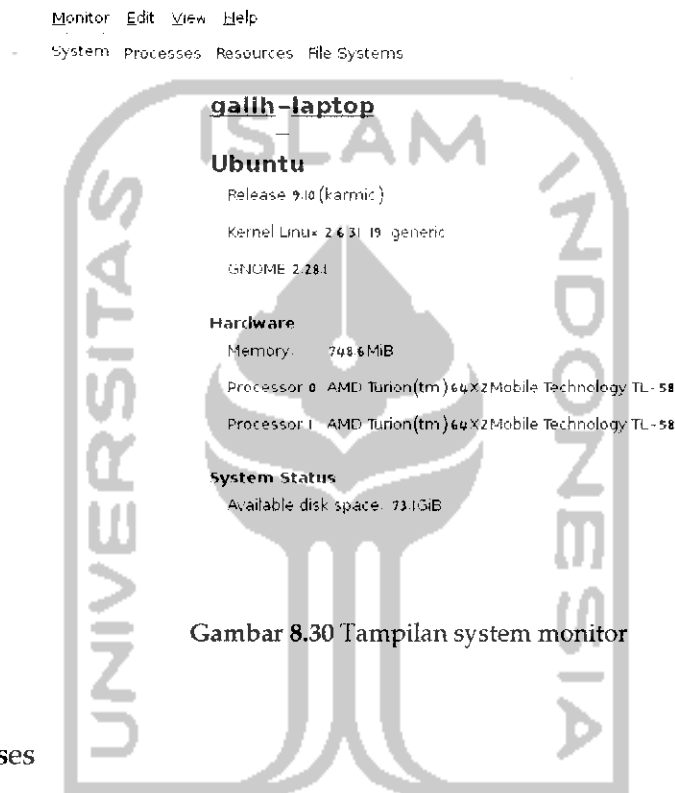 Monitor Edit View Help
System Processes Resources File Systems
galih-laptop
Ubuntu
Release 9.10 (karmic)
Kernel Linux 2.6.31-19-generic
GNOME 2.28.1
Hardware
Memory: 748.6 MiB
Processor 0: AMD Turion(tm) 64 X2 Mobile Technology TL-58
Processor 1: AMD Turion(tm) 64 X2 Mobile Technology TL-58
System Status
Available disk space: 73.1 GiB
Gambar 8.30 Tampilan system monitor
ses
UNIVERSITAS
ISLAM
INDONESIA